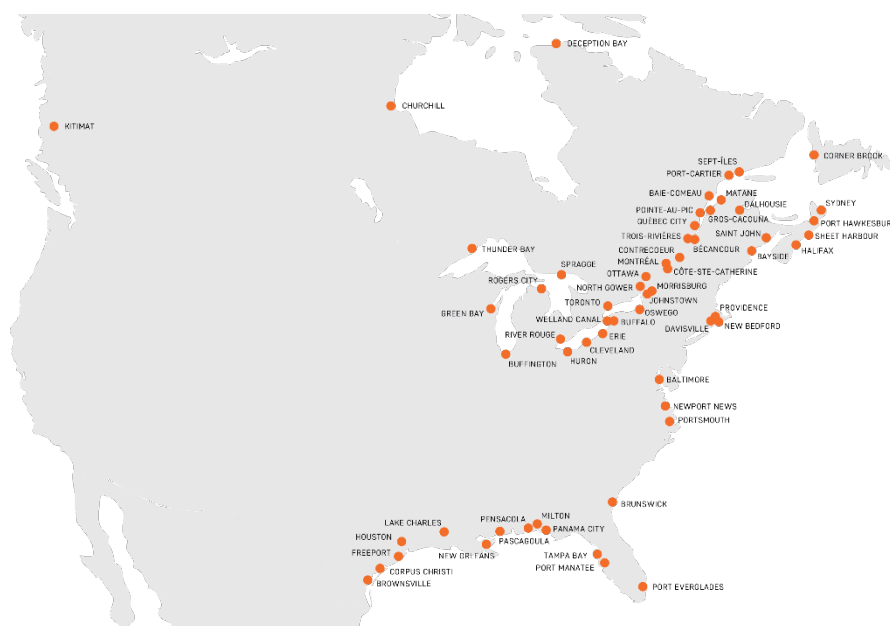 DECEPTION BAY
CHURCHILL
KITIMAT
CORNER BROOK
SEPT-ÎLES
PORT-CARTIER
BAIE-COMEAU
MATANE
DALHOUSIE
SYDNEY
POINTE-AU-PIC
GROS-CACOUNA
PORT HAWKESBUR
QUÉBEC CITY
TROIS-RIVIÈRES
SAINT JOHN
SHEET HARBOUR
THUNDER BAY
CONTRECOEUR
BÉCANCOUR
HALIFAX
BAYSIDE
SPRAGGE
MONTRÉAL
CÔTE-STE-CATHERINE
OTTAWA
ROGERS CITY
NORTH GOWER
MORRISBURG
JOHNSTOWN
TORONTO
OSWEGO
PROVIDENCE
GREEN BAY
WELLAND CANAL
BUFFALO
DAVISVILLE
NEW BEDFORD
RIVER ROUGE
ERIE
CLEVELAND
BUFFINGTON
HURON
BALTIMORE
NEWPORT NEWS
PORTSMOUTH
BRUNSWICK
LAKE CHARLES
PENSACOLA
MILTON
PANAMA CITY
HOUSTON
PASCAGOULA
FREEPORT
NEW ORLEANS
TAMPA BAY
PORT MANATEE
CORPUS CHRISTI
BROWNSVILLE
PORT EVERGLADES